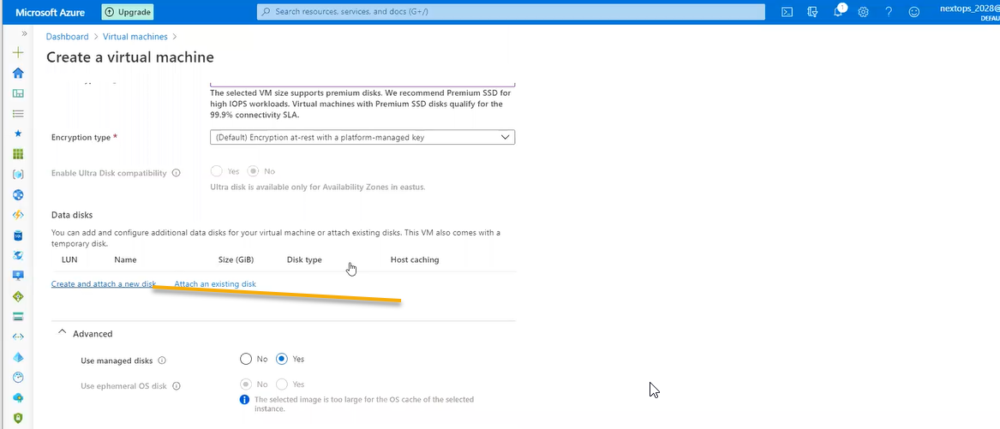 Microsoft Azure
Upgrade
Search resources, services, and docs (G+/)
1
nextops_2028@
DEFAU
Dashboard > Virtual machines >
Create a virtual machine
The selected VM size supports premium disks. We recommend Premium SSD for
high IOPS workloads. Virtual machines with Premium SSD disks qualify for the
99.9% connectivity SLA.
Encryption type *
(Default) Encryption at-rest with a platform-managed key
Enable Ultra Disk compatibility
Yes No
Ultra disk is available only for Availability Zones in eastus.
Data disks
You can add and configure additional data disks for your virtual machine or attach existing disks. This VM also comes with a
temporary disk.
LUN Name Size (GiB) Disk type Host caching
Create and attach a new disk Attach an existing disk
Advanced
Use managed disks
No Yes
Use ephemeral OS disk
No Yes
The selected image is too large for the OS cache of the selected
instance.